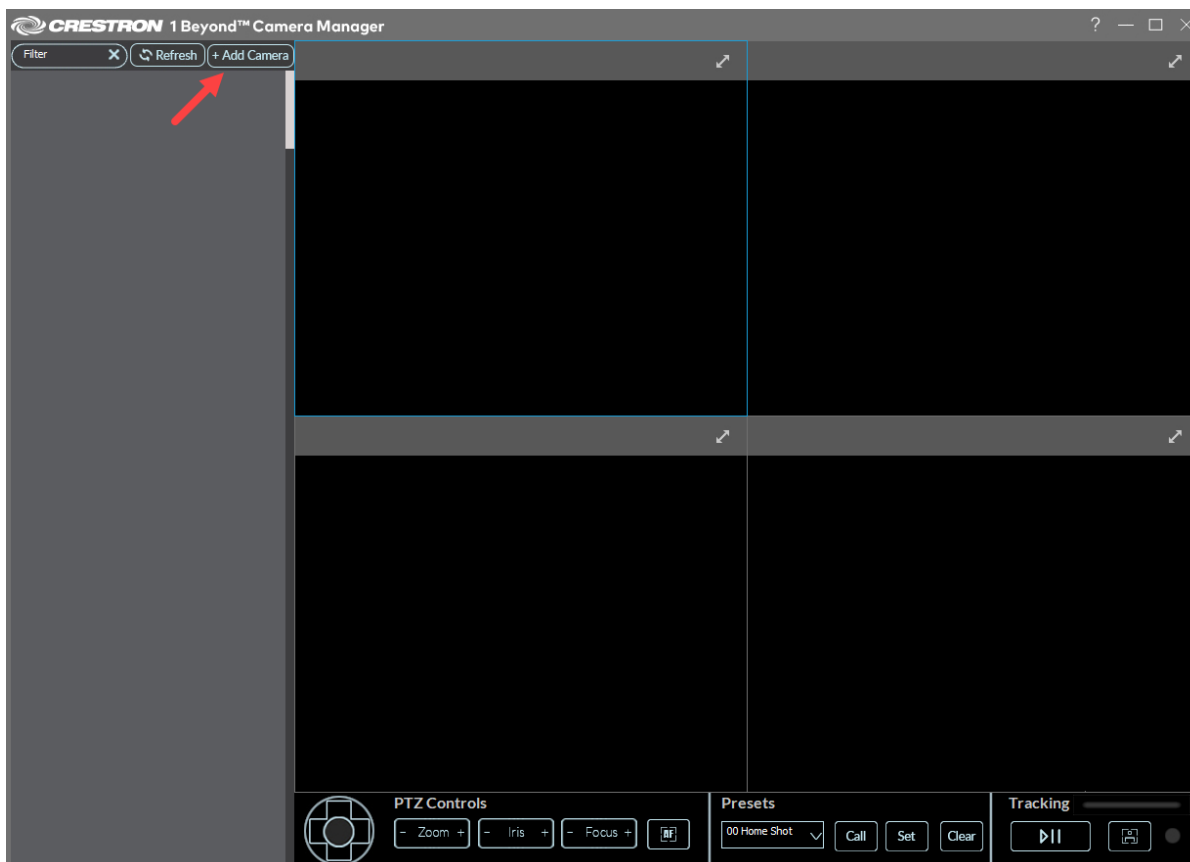 CRESTRON 1 Beyond™ Camera Manager ?
Filter Refresh + Add Camera
PTZ Controls Presets Tracking
- Zoom + - Iris + - Focus + AF 00 Home Shot Call Set Clear